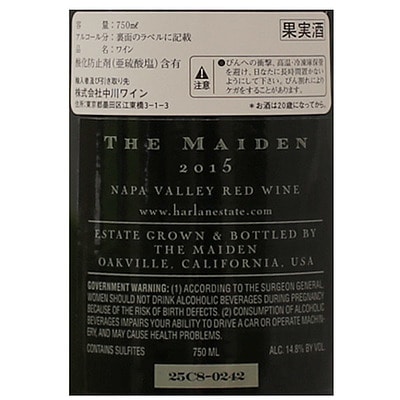 容 量：750㎖
アルコール分：裏面のラベルに記載
品 名：ワイン
酸化防止剤(亜硫酸塩)含有
輸入者及び引き取り先
株式会社中川ワイン
住所：東京都墨田区江東橋3-1-3
果実酒
注意
●びんへの衝撃、高温・冷凍庫保管
を避け、日なたに長時間置かない
ようにして下さい。びん割れにより
ケガをすることがあります。
＊お酒は20歳になってから。
THE MAIDEN
2015
NAPA VALLEY RED WINE
www.harlanestate.com
ESTATE GROWN & BOTTLED BY
THE MAIDEN
OAKVILLE, CALIFORNIA, USA
GOVERNMENT WARNING: (1) ACCORDING TO THE SURGEON GENERAL,
WOMEN SHOULD NOT DRINK ALCOHOLIC BEVERAGES DURING PREGNANCY
BECAUSE OF THE RISK OF BIRTH DEFECTS. (2) CONSUMPTION OF ALCOHOLIC
BEVERAGES IMPAIRS YOUR ABILITY TO DRIVE A CAR OR OPERATE MACHIN-
ERY, AND MAY CAUSE HEALTH PROBLEMS.
CONTAINS SULFITES 750 ML ALC. 14.8% BY VOL
25C8-0242